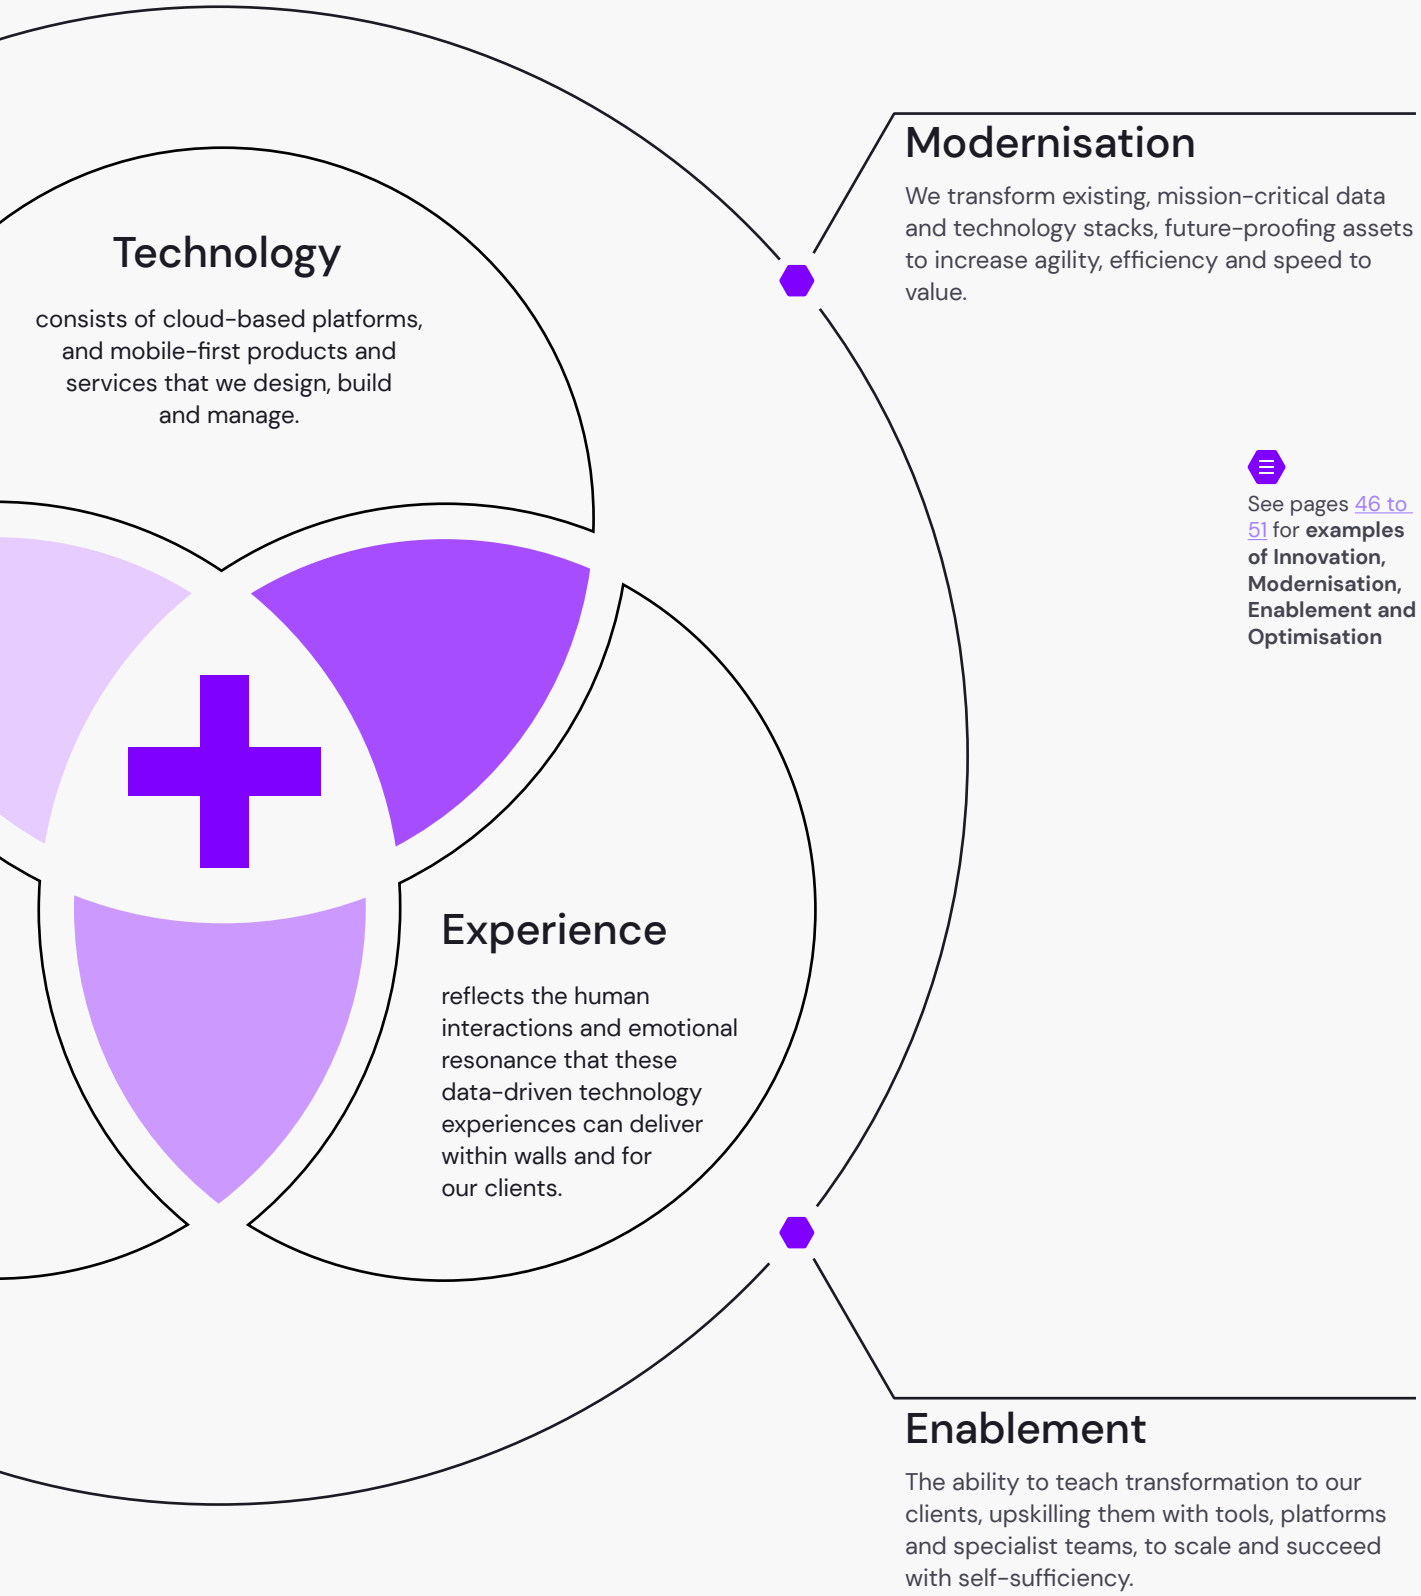 Modernisation
We transform existing, mission-critical data
and technology stacks, future-proofing assets
to increase agility, efficiency and speed to
value.
Technology
consists of cloud-based platforms,
and mobile-first products and
services that we design, build
and manage.
See pages 46 to
51 for examples
of Innovation,
Modernisation,
Enablement and
Optimisation
Experience
reflects the human
interactions and emotional
resonance that these
data-driven technology
experiences can deliver
within walls and for
our clients.
Enablement
The ability to teach transformation to our
clients, upskilling them with tools, platforms
and specialist teams, to scale and succeed
with self-sufficiency.